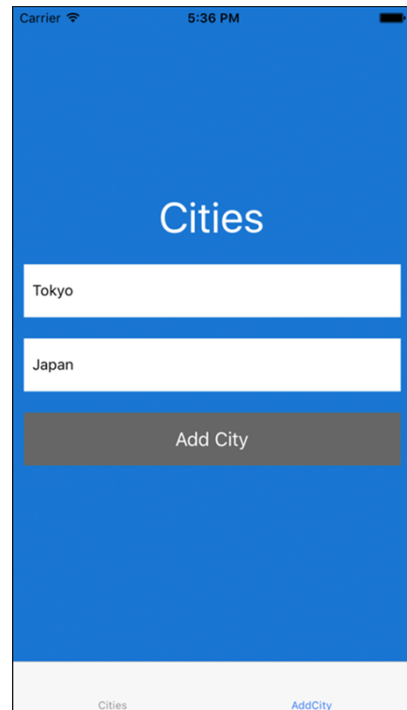 Carrier 5:36 PM
Cities
Tokyo
Japan
Add City
Cities AddCity